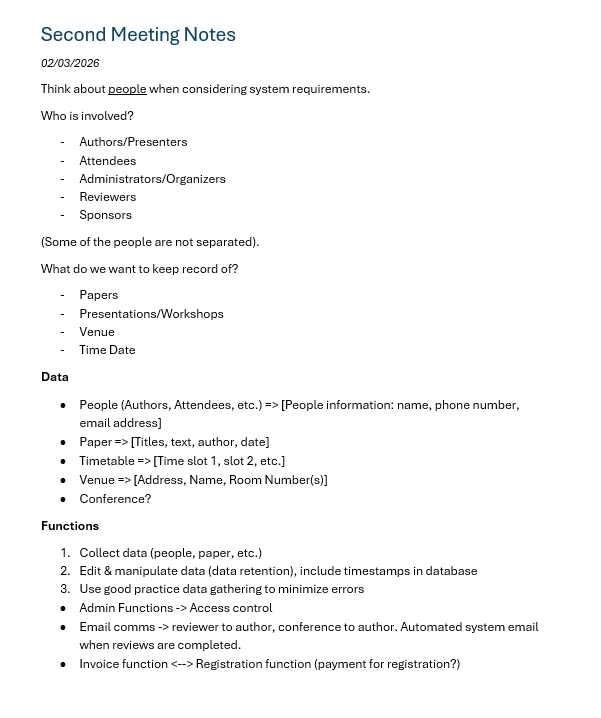 Second Meeting Notes
02/03/2026
Think about people when considering system requirements.
Who is involved?
- Authors/Presenters
- Attendees
- Administrators/Organizers
- Reviewers
- Sponsors
(Some of the people are not separated).
What do we want to keep record of?
- Papers
- Presentations/Workshops
- Venue
- Time Date
Data
• People (Authors, Attendees, etc.) => [People information: name, phone number,
email address]
• Paper => [Titles, text, author, date]
• Timetable => [Time slot 1, slot 2, etc.]
• Venue => [Address, Name, Room Number(s)]
• Conference?
Functions
1. Collect data (people, paper, etc.)
2. Edit & manipulate data (data retention), include timestamps in database
3. Use good practice data gathering to minimize errors
• Admin Functions -> Access control
• Email comms -> reviewer to author, conference to author. Automated system email
when reviews are completed.
• Invoice function <--> Registration function (payment for registration?)